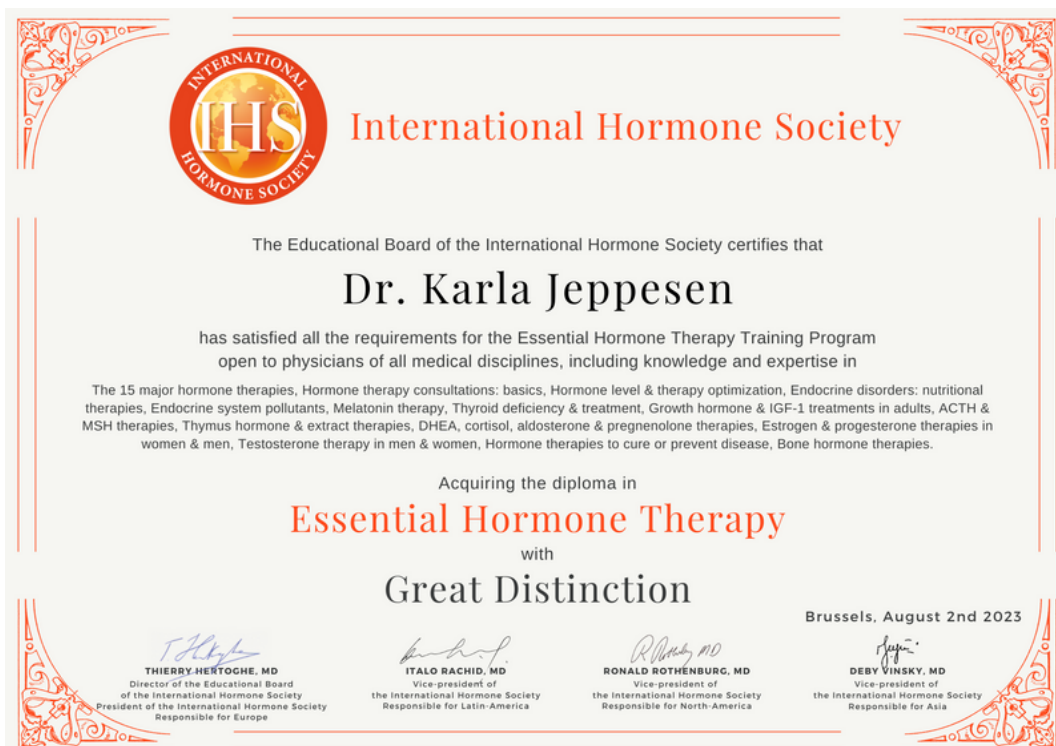 INTERNATIONAL
IHS
HORMONE SOCIETY
International Hormone Society
The Educational Board of the International Hormone Society certifies that
Dr. Karla Jeppesen
has satisfied all the requirements for the Essential Hormone Therapy Training Program
open to physicians of all medical disciplines, including knowledge and expertise in
The 15 major hormone therapies, Hormone therapy consultations: basics, Hormone level & therapy optimization, Endocrine disorders: nutritional
therapies, Endocrine system pollutants, Melatonin therapy, Thyroid deficiency & treatment, Growth hormone & IGF-1 treatments in adults, ACTH &
MSH therapies, Thymus hormone & extract therapies, DHEA, cortisol, aldosterone & pregnenolone therapies, Estrogen & progesterone therapies in
women & men, Testosterone therapy in men & women, Hormone therapies to cure or prevent disease, Bone hormone therapies.
Acquiring the diploma in
Essential Hormone Therapy
with
Great Distinction
Brussels, August 2nd 2023
THIERRY HERTOGHE, MD
Director of the Educational Board
of the International Hormone Society
President of the International Hormone Society
Responsible for Europe
ITALO RACHID, MD
Vice-president of
the International Hormone Society
Responsible for Latin-America
RONALD ROTHENBURG, MD
Vice-president of
the International Hormone Society
Responsible for North-America
DEBY VINSKY, MD
Vice-president of
the International Hormone Society
Responsible for Asia